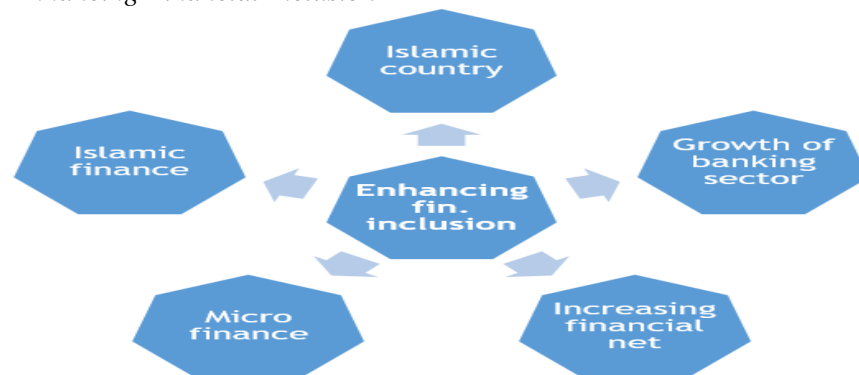 Islamic
country
Islamic
finance
Growth of
banking
sector
Enhancing
fin.
inclusion
Micro
finance
Increasing
financial
net